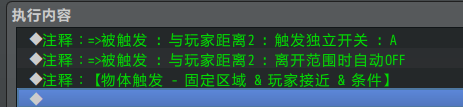 执行内容
◆注释：=>被触发 : 与玩家距离2 : 触发独立开关 : A
◆注释：=>被触发 : 与玩家距离2 : 离开范围时自动OFF
◆注释：【物体触发 - 固定区域 & 玩家接近 & 条件】
◆